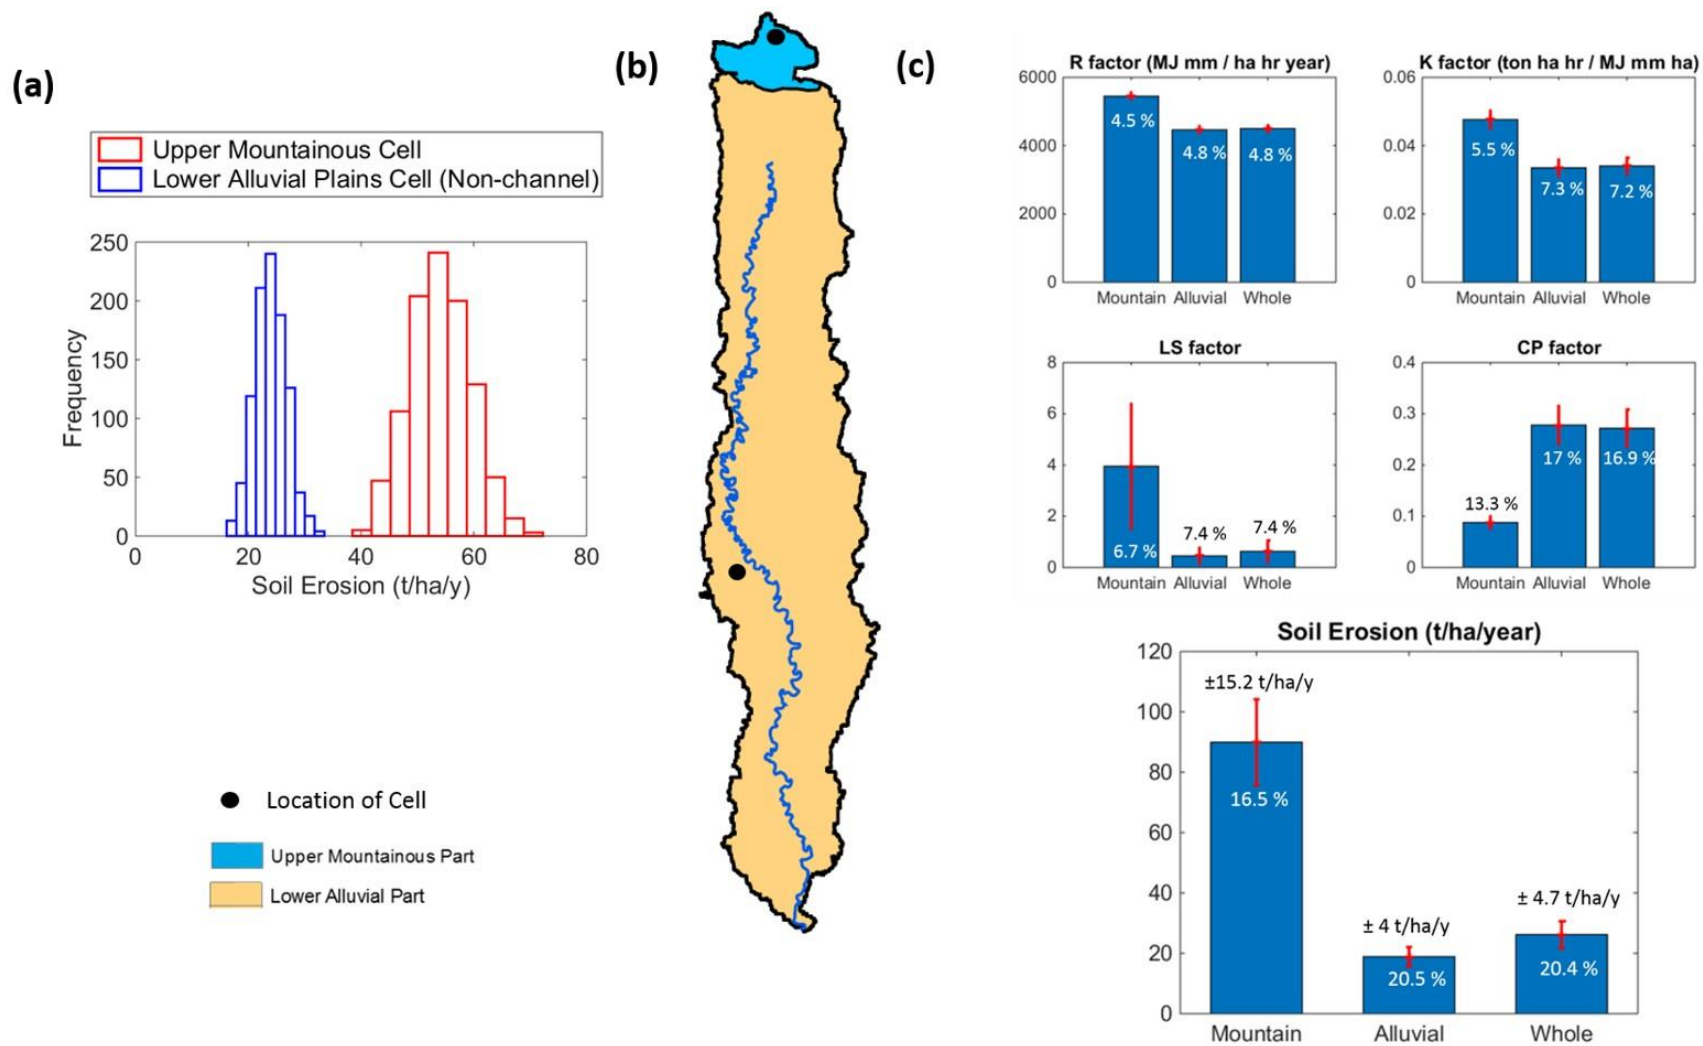 (a)
Upper Mountainous Cell
Lower Alluvial Plains Cell (Non-channel)
250
200
150
100
50
0
Frequency
0 20 40 60 80
Soil Erosion (t/ha/y)
Location of Cell
Upper Mountainous Part
Lower Alluvial Part
(b)
(c)
R factor (MJ mm / ha hr year)
6000
4000
2000
0
4.5 %
4.8 %
4.8 %
Mountain Alluvial Whole
K factor (ton ha hr / MJ mm ha)
0.06
0.04
0.02
0
5.5 %
7.3 %
7.2 %
Mountain Alluvial Whole
LS factor
8
6
4
2
0
6.7 %
7.4 %
7.4 %
Mountain Alluvial Whole
CP factor
0.4
0.3
0.2
0.1
0
13.3 %
17 %
16.9 %
Mountain Alluvial Whole
Soil Erosion (t/ha/year)
120
100
80
60
40
20
0
±15.2 t/ha/y
16.5 %
± 4 t/ha/y
20.5 %
± 4.7 t/ha/y
20.4 %
Mountain Alluvial Whole